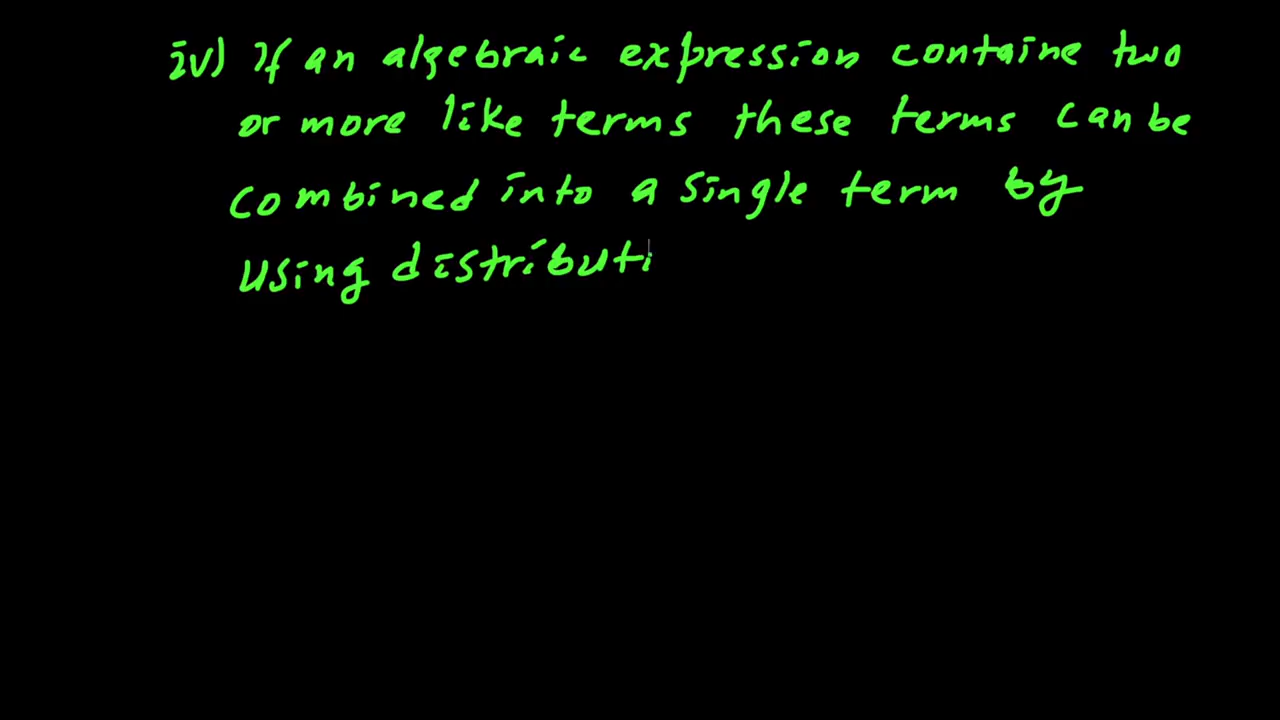 iv) If an algebraic expression containe two
or more like terms these terms can be
combined into a single term by
using distributi